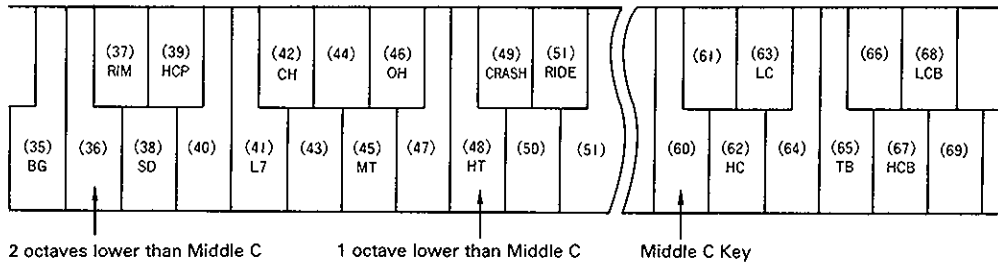 (37) (39) (42) (44) (46) (49) (51) (61) (63) (66) (68)
RIM HCP CH OH CRASH RIDE LC LCB
(35) (36) (38) (40) (41) (43) (45) (47) (48) (50) (51) (60) (62) (64) (65) (67) (69)
BG SD L7 MT HT HC TB HCB
2 octaves lower than Middle C 1 octave lower than Middle C Middle C Key